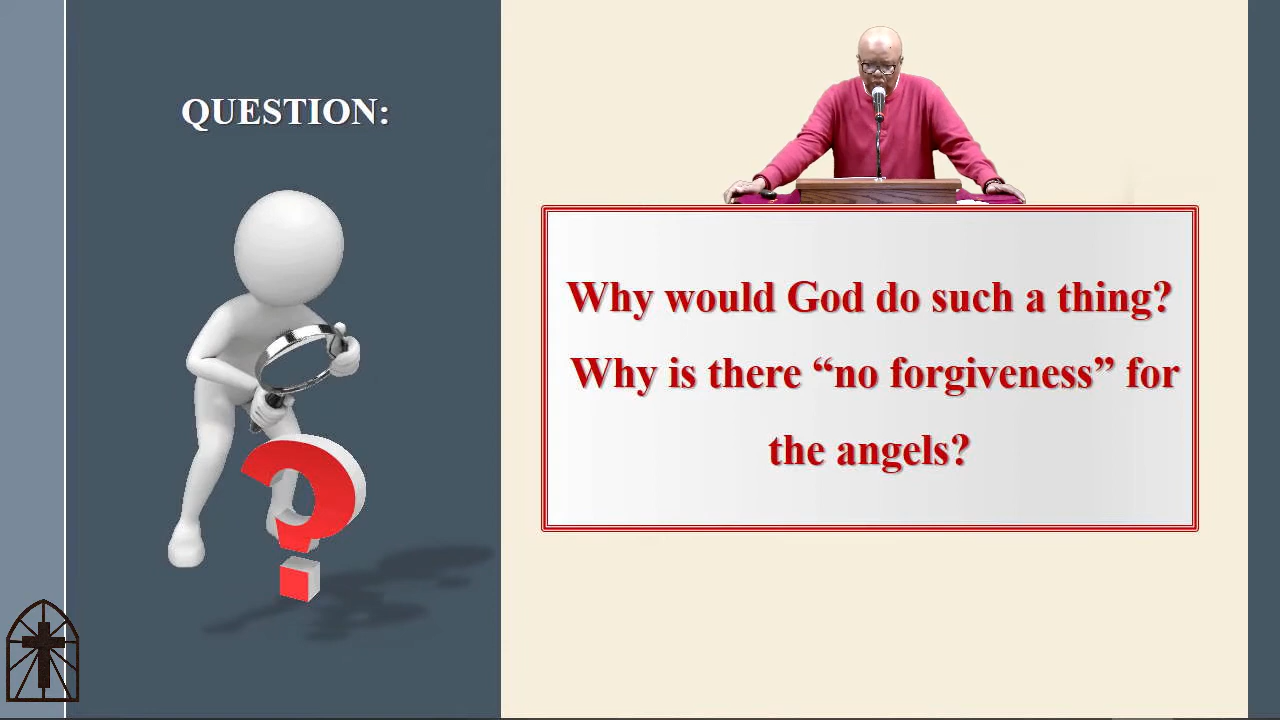 QUESTION:
Why would God do such a thing?
Why is there “no forgiveness” for
the angels?